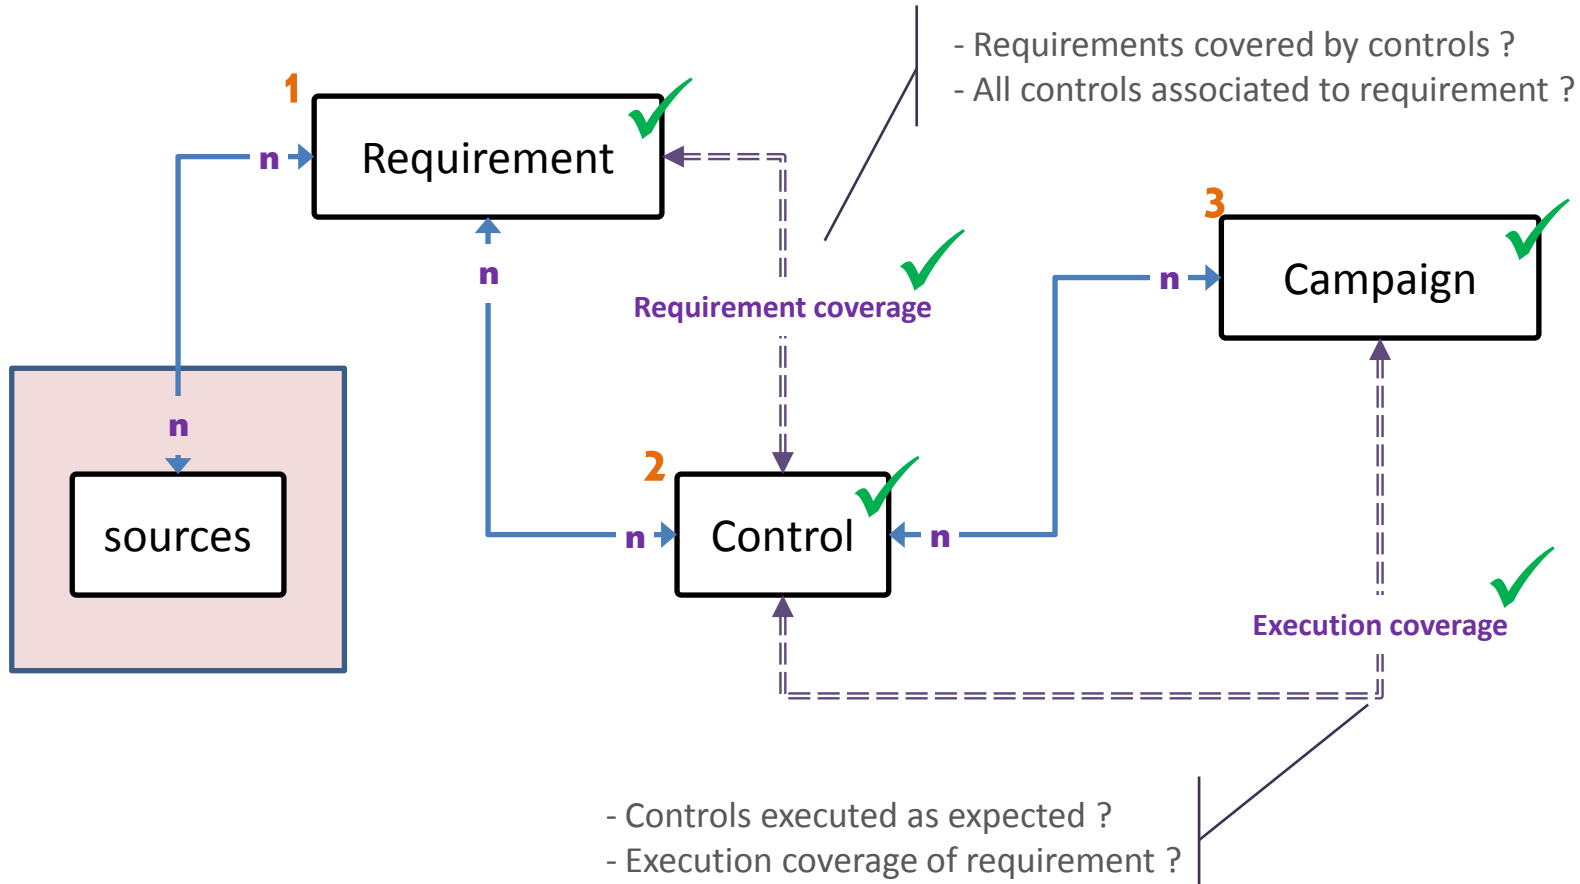 - Requirements covered by controls ?
- All controls associated to requirement ?
1
Requirement
n
n
3
Campaign
n
Requirement coverage
n
2
sources
Control
n
n
Execution coverage
- Controls executed as expected ?
- Execution coverage of requirement ?